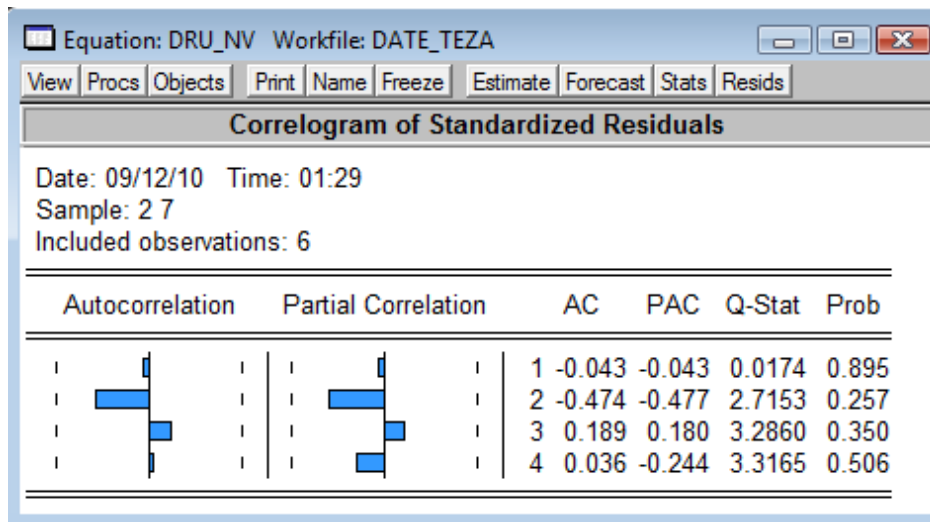 Equation: DRU_NV Workfile: DATE_TEZA
View Procs Objects Print Name Freeze Estimate Forecast Stats Resids
Correlogram of Standardized Residuals
Date: 09/12/10 Time: 01:29
Sample: 2 7
Included observations: 6
Autocorrelation Partial Correlation AC PAC Q-Stat Prob
1 -0.043 -0.043 0.0174 0.895
2 -0.474 -0.477 2.7153 0.257
3 0.189 0.180 3.2860 0.350
4 0.036 -0.244 3.3165 0.506